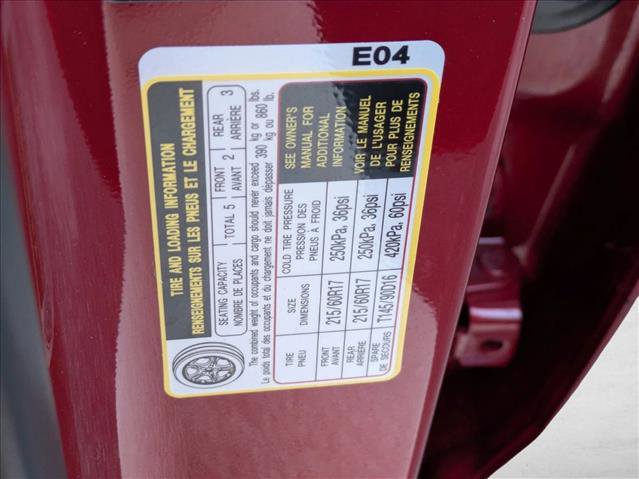 E04
TIRE AND LOADING INFORMATION
RENSEIGNEMENTS SUR LES PNEUS ET LE CHARGEMENT
SEATING CAPACITY TOTAL 5 FRONT 2 REAR 3
NOMBRE DE PLACES AVANT ARRIÈRE
The combined weight of occupants and cargo should never exceed 390 kg or 860 lbs.
Le poids total des occupants et du chargement ne doit jamais dépasser 390 kg ou 860 lb.
TIRE SIZE COLD TIRE PRESSURE
PNEU DIMENSIONS PRESSION DES
PNEUS À FROID
FRONT 215/60R17 250kPa, 36psi
AVANT
REAR 215/60R17 250kPa, 36psi
ARRIÈRE
SPARE T145/90D16 420kPa, 60psi
DE SECOURS
SEE OWNER'S
MANUAL FOR
ADDITIONAL
INFORMATION
VOIR LE MANUEL
DE L'USAGER
POUR PLUS DE
RENSEIGNEMENTS